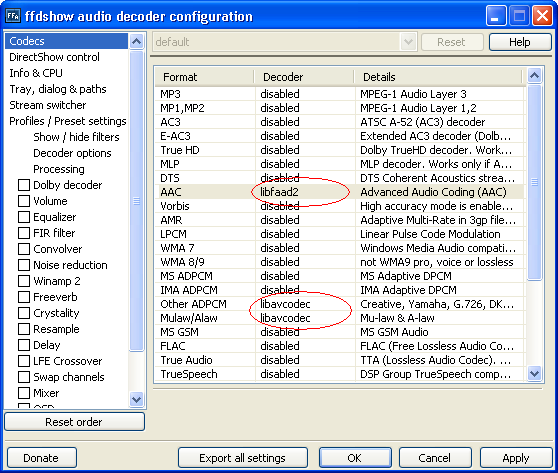 FFa ffdshow audio decoder configuration
Codecs
DirectShow control
Info & CPU
Tray, dialog & paths
Stream switcher
Profiles / Preset settings
Show / hide filters
Decoder options
Processing
Dolby decoder
Volume
Equalizer
FIR filter
Convolver
Noise reduction
Winamp 2
Freeverb
Crystality
Resample
Delay
LFE Crossover
Swap channels
Mixer
Reset order
default Reset Help
Format Decoder Details
MP3 disabled MPEG-1 Audio Layer 3
MP1,MP2 disabled MPEG-1 Audio Layer 1,2
AC3 disabled ATSC A-52 (AC3) decoder
E-AC3 disabled Extended AC3 decoder (Dolb...
True HD disabled Dolby TrueHD decoder. Work...
MLP disabled MLP decoder. Works only if A...
DTS disabled DTS Coherent Acoustics strea...
AAC libfaad2 Advanced Audio Coding (AAC)
Vorbis disabled High accuracy mode is enable...
AMR disabled Adaptive Multi-Rate in 3gp file...
LPCM disabled Linear Pulse Code Modulation
WMA 7 disabled Windows Media Audio compati...
WMA 8/9 disabled not WMA9 pro, voice or lossless
MS ADPCM disabled MS Adaptive DPCM
IMA ADPCM disabled IMA Adaptive DPCM
Other ADPCM libavcodec Creative, Yamaha, G.726, DK...
Mulaw/Alaw libavcodec Mu-law & A-law
MS GSM disabled MS GSM Audio
FLAC disabled FLAC (Free Lossless Audio Co...
True Audio disabled TTA (Lossless Audio Codec). ...
TrueSpeech disabled DSP Group TrueSpeech comp...
Donate Export all settings OK Cancel Apply